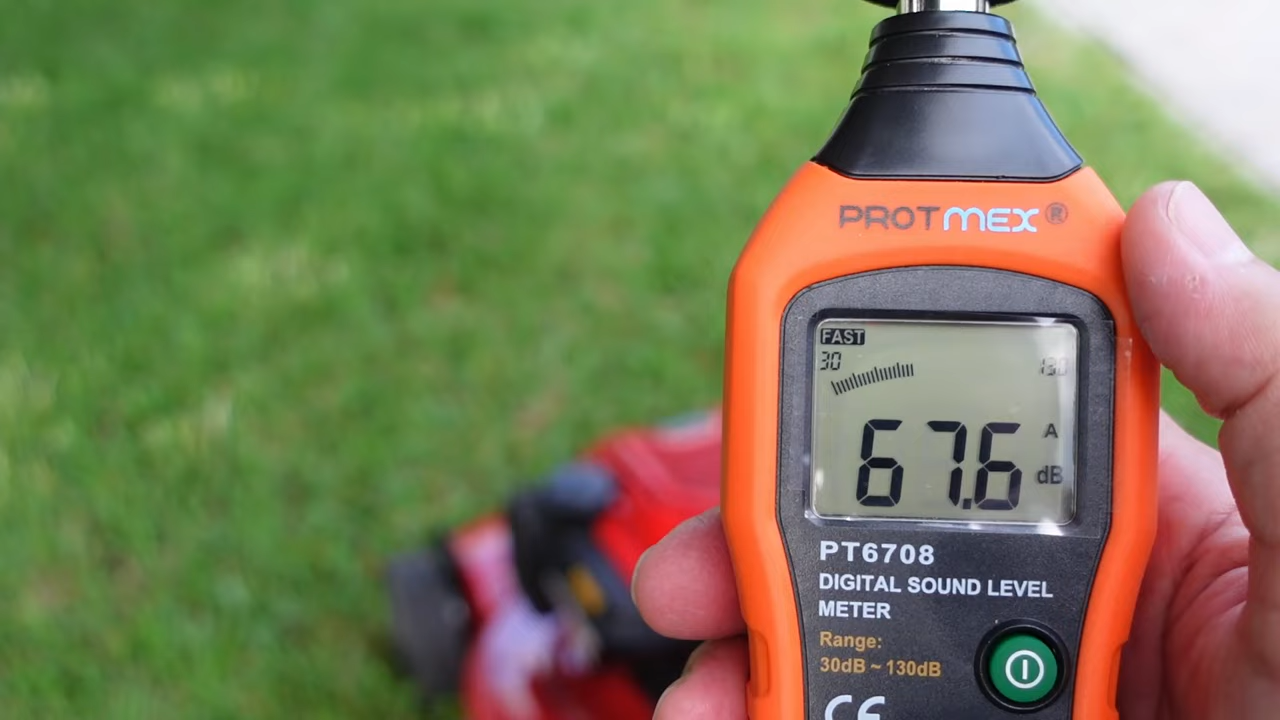 PROTMEX®
FAST
30 130
67.6 A
dB
PT6708
DIGITAL SOUND LEVEL
METER
Range:
30dB ~ 130dB
CE